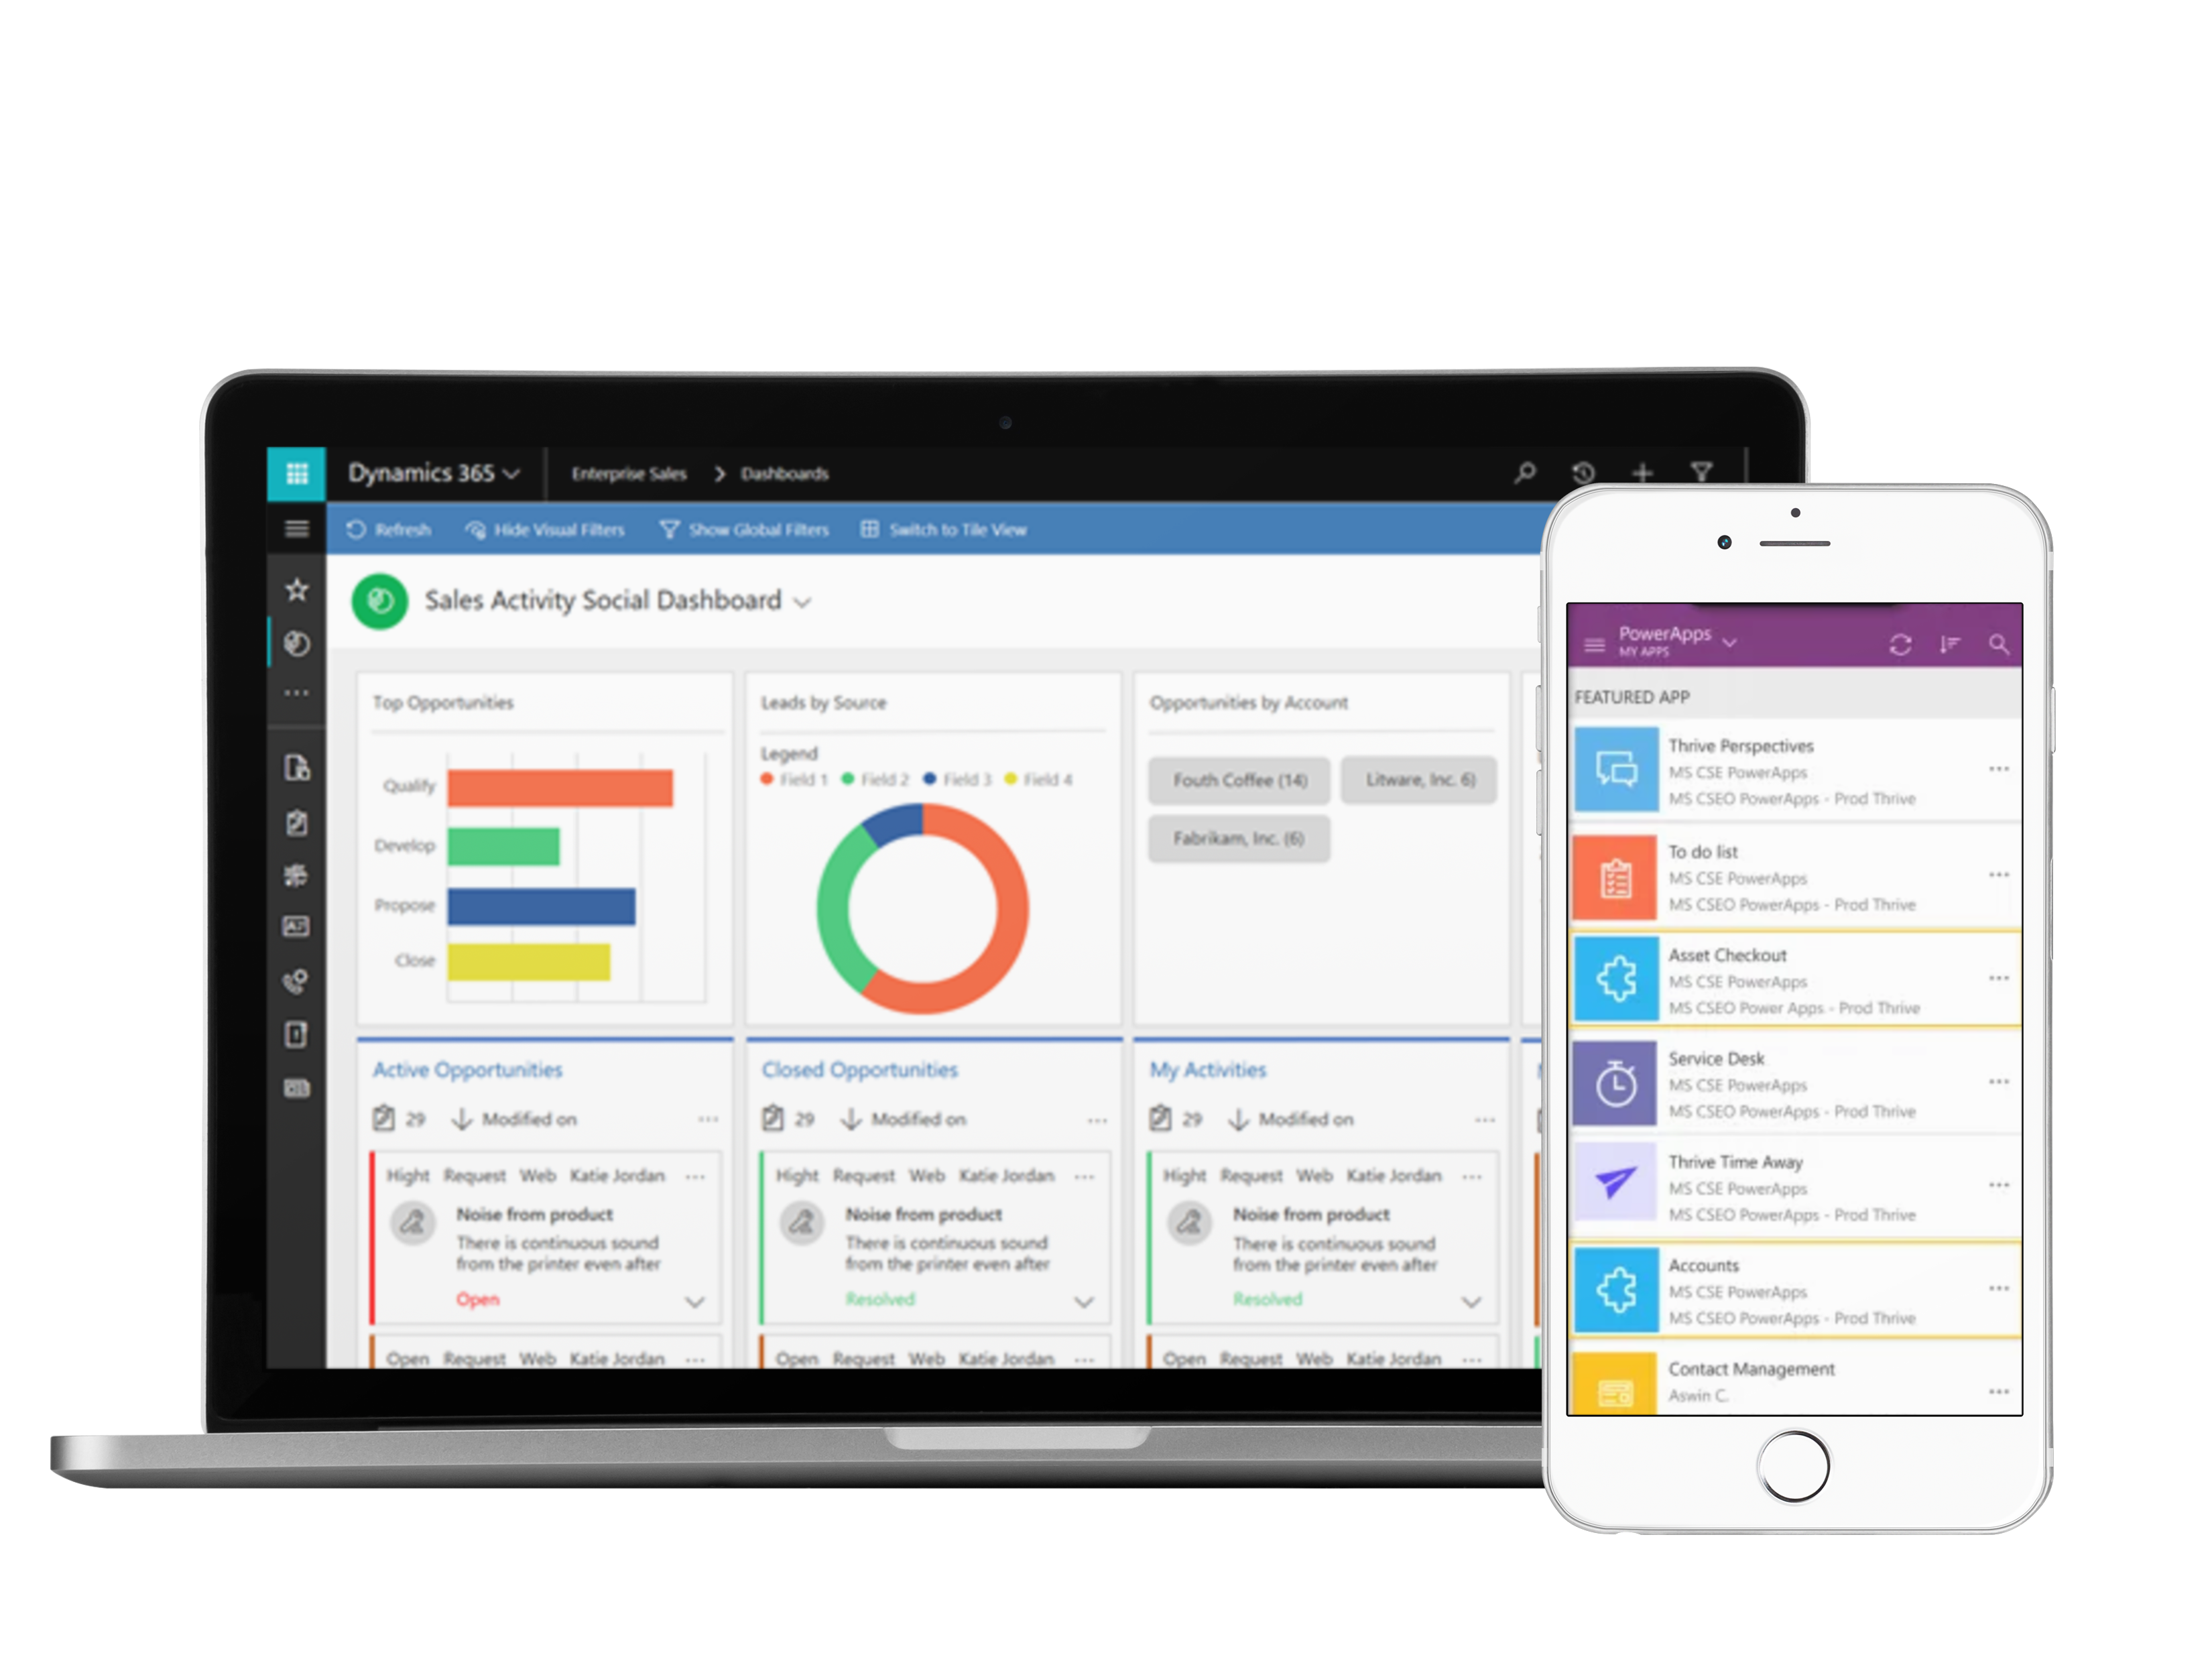 Dynamics 365
Enterprise Sales > Dashboards
Refresh
Hide Visual Filters
Show Global Filters
Switch to Tile View
Sales Activity Social Dashboard
Top Opportunities
Qualify
Develop
Propose
Close
Leads by Source
Legend
Field 1 Field 2 Field 3 Field 4
Opportunities by Account
Fouth Coffee (14)
Litware, Inc. 6)
Fabrikam, Inc. (6)
Active Opportunities
29 Modified on ...
Hight Request Web Katie Jordan ...
Noise from product
There is continuous sound
from the printer even after
Open
Open Request Web Katie Jordan ...
Closed Opportunities
29 Modified on ...
Hight Request Web Katie Jordan ...
Noise from product
There is continuous sound
from the printer even after
Resolved
Open Request Web Katie Jordan ...
My Activities
29 Modified on ...
Hight Request Web Katie Jordan ...
Noise from product
There is continuous sound
from the printer even after
Resolved
Open Request Web Katie Jordan ...
PowerApps
MY APPS
FEATURED APP
Thrive Perspectives
MS CSE PowerApps
MS CSEO PowerApps - Prod Thrive
To do list
MS CSE PowerApps
MS CSEO PowerApps - Prod Thrive
Asset Checkout
MS CSE PowerApps
MS CSEO Power Apps - Prod Thrive
Service Desk
MS CSE PowerApps
MS CSEO PowerApps - Prod Thrive
Thrive Time Away
MS CSE PowerApps
MS CSEO PowerApps - Prod Thrive
Accounts
MS CSE PowerApps
MS CSEO PowerApps - Prod Thrive
Contact Management
Aswin C.